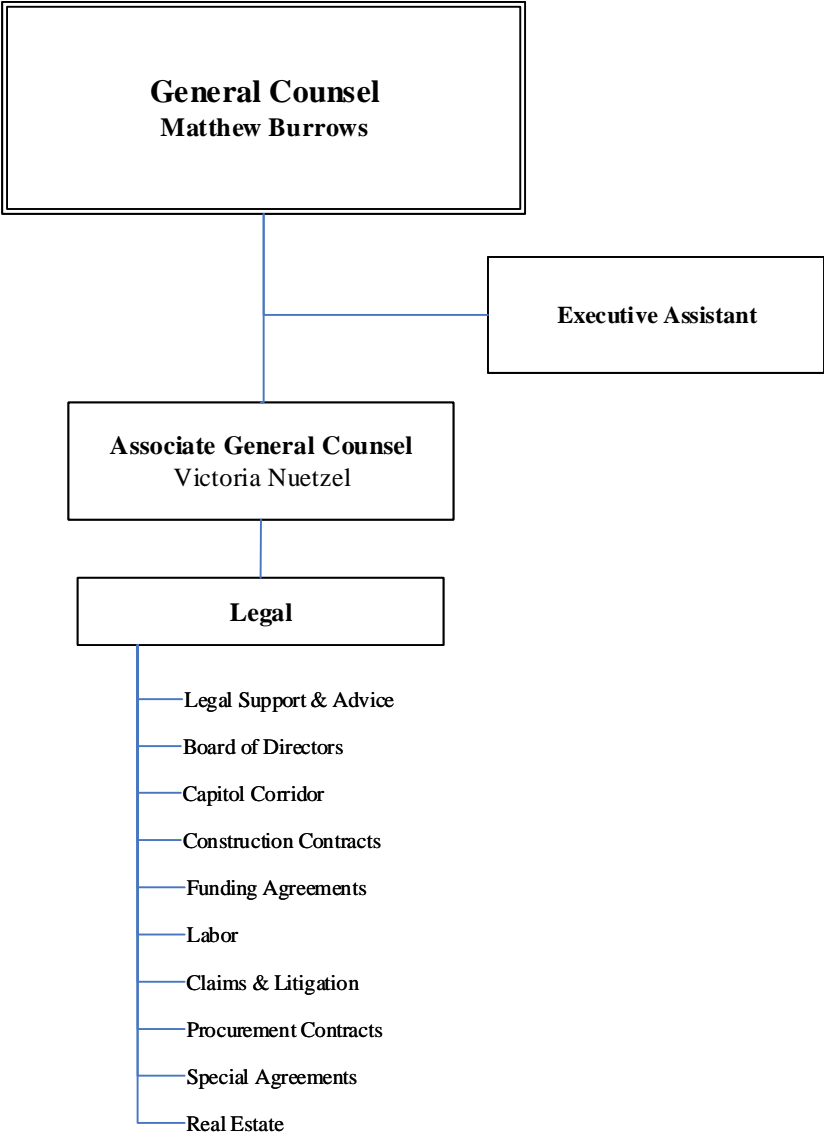 General Counsel
Matthew Burrows
Executive Assistant
Associate General Counsel
Victoria Nuetzel
Legal
Legal Support & Advice
Board of Directors
Capitol Corridor
Construction Contracts
Funding Agreements
Labor
Claims & Litigation
Procurement Contracts
Special Agreements
Real Estate